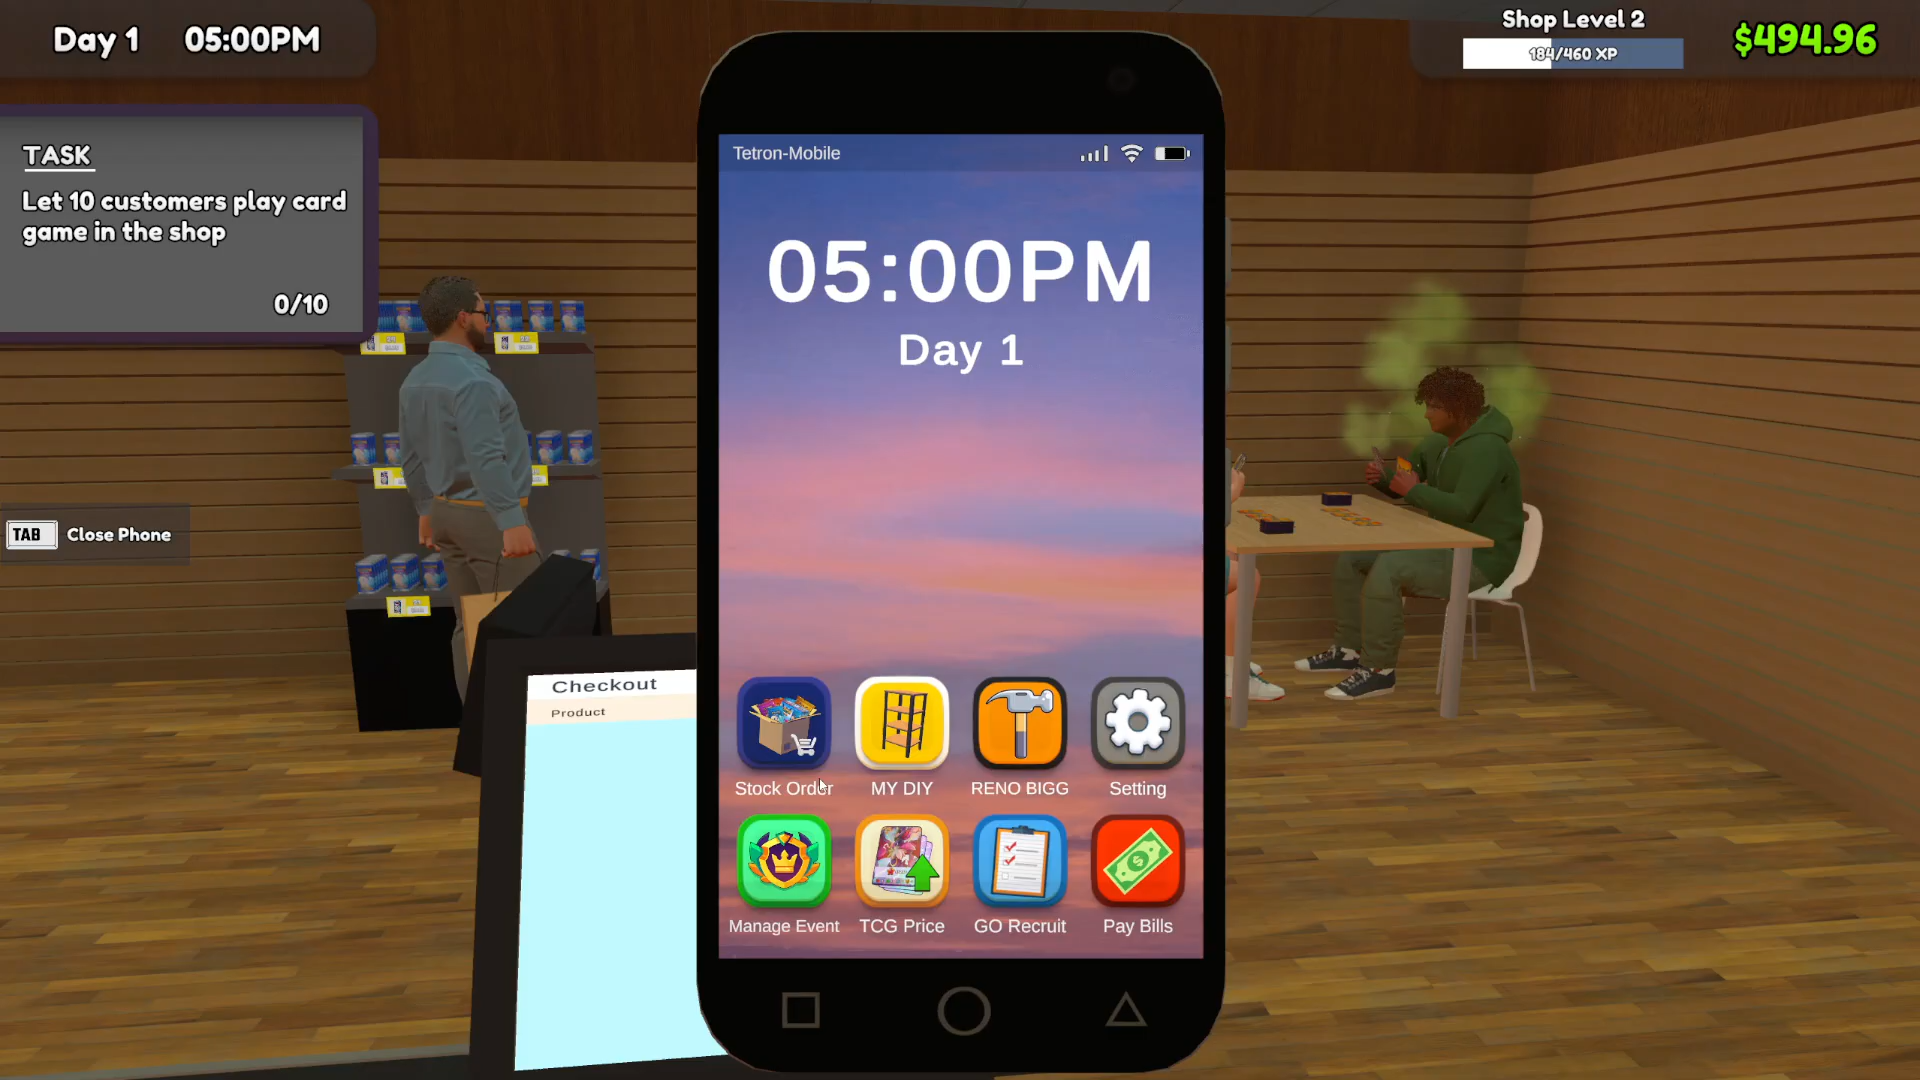 Day 1 05:00PM
Shop Level 2
184/460 XP
$494.96
TASK
Let 10 customers play card
game in the shop
0/10
TAB Close Phone
Tetron-Mobile
05:00PM
Day 1
Stock Order MY DIY RENO BIGG Setting
Manage Event TCG Price GO Recruit Pay Bills
Checkout
Product